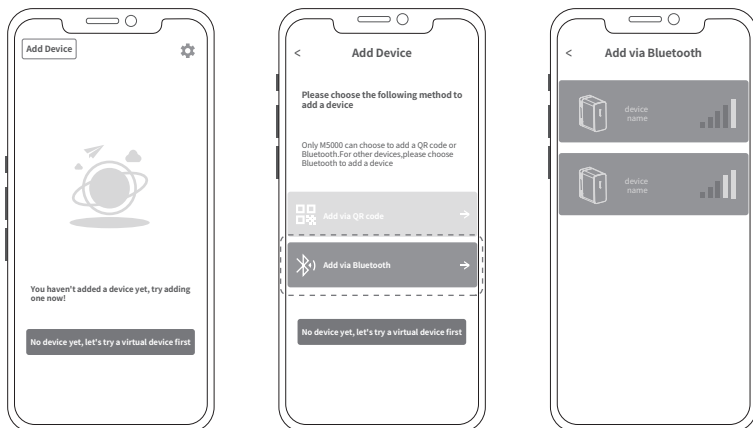 Add Device
You haven't added a device yet, try adding
one now!
No device yet, let's try a virtual device first
<
Add Device
Please choose the following method to
add a device
Only M5000 can choose to add a QR code or
Bluetooth.For other devices,please choose
Bluetooth to add a device
Add via QR code
Add via Bluetooth
No device yet, let's try a virtual device first
<
Add via Bluetooth
device
name
device
name